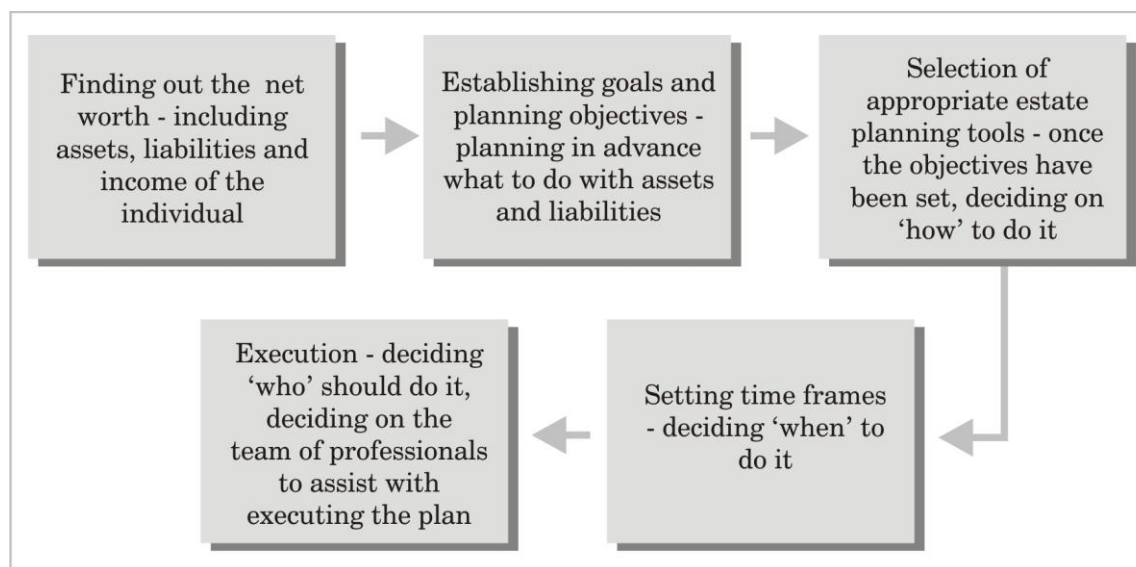 Finding out the net
worth - including
assets, liabilities and
income of the
individual
Establishing goals and
planning objectives -
planning in advance
what to do with assets
and liabilities
Selection of
appropriate estate
planning tools - once
the objectives have
been set, deciding on
‘how’ to do it
Setting time frames
- deciding ‘when’ to
do it
Execution - deciding
‘who’ should do it,
deciding on the
team of professionals
to assist with
executing the plan